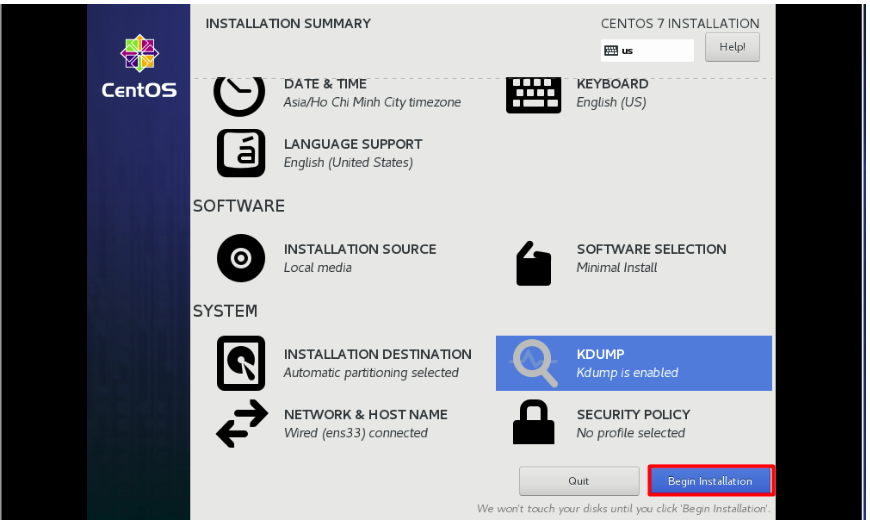 INSTALLATION SUMMARY
CENTOS 7 INSTALLATION
us
Help!
CentOS
DATE & TIME
Asia/Ho Chi Minh City timezone
KEYBOARD
English (US)
á
LANGUAGE SUPPORT
English (United States)
SOFTWARE
INSTALLATION SOURCE
Local media
SOFTWARE SELECTION
Minimal Install
SYSTEM
INSTALLATION DESTINATION
Automatic partitioning selected
KDUMP
Kdump is enabled
NETWORK & HOST NAME
Wired (ens33) connected
SECURITY POLICY
No profile selected
Quit
Begin Installation
We won't touch your disks until you click 'Begin Installation'.